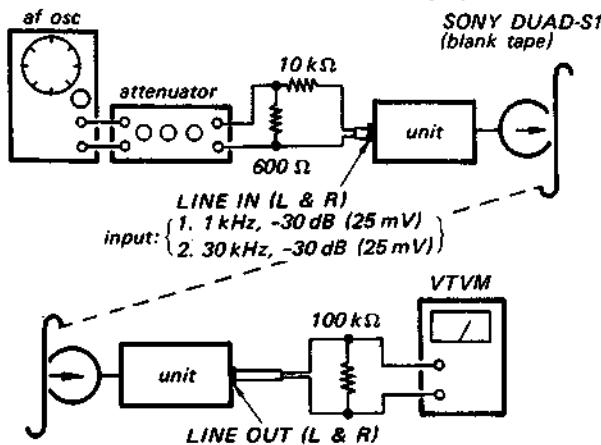 af osc
SONY DUAD-S1
(blank tape)
attenuator
10 kΩ
unit
600 Ω
LINE IN (L & R)
input: { 1. 1 kHz, -30 dB (25 mV)
2. 30 kHz, -30 dB (25 mV) }
VTVM
100 kΩ
unit
LINE OUT (L & R)